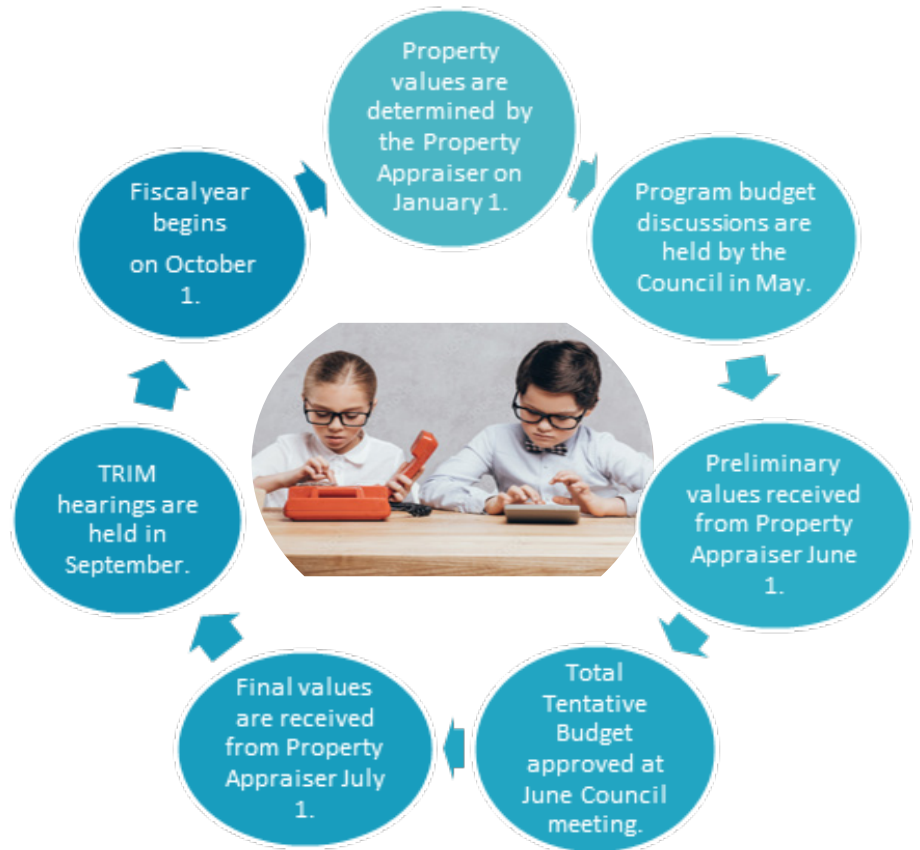 Property
values are
determined by
the Property
Appraiser on
January 1.
Program budget
discussions are
held by the
Council in May.
Preliminary
values received
from Property
Appraiser June
1.
Total
Tentative
Budget
approved at
June Council
meeting.
Final values
are received
from Property
Appraiser July
1.
TRIM
hearings are
held in
September.
Fiscal year
begins
on October
1.